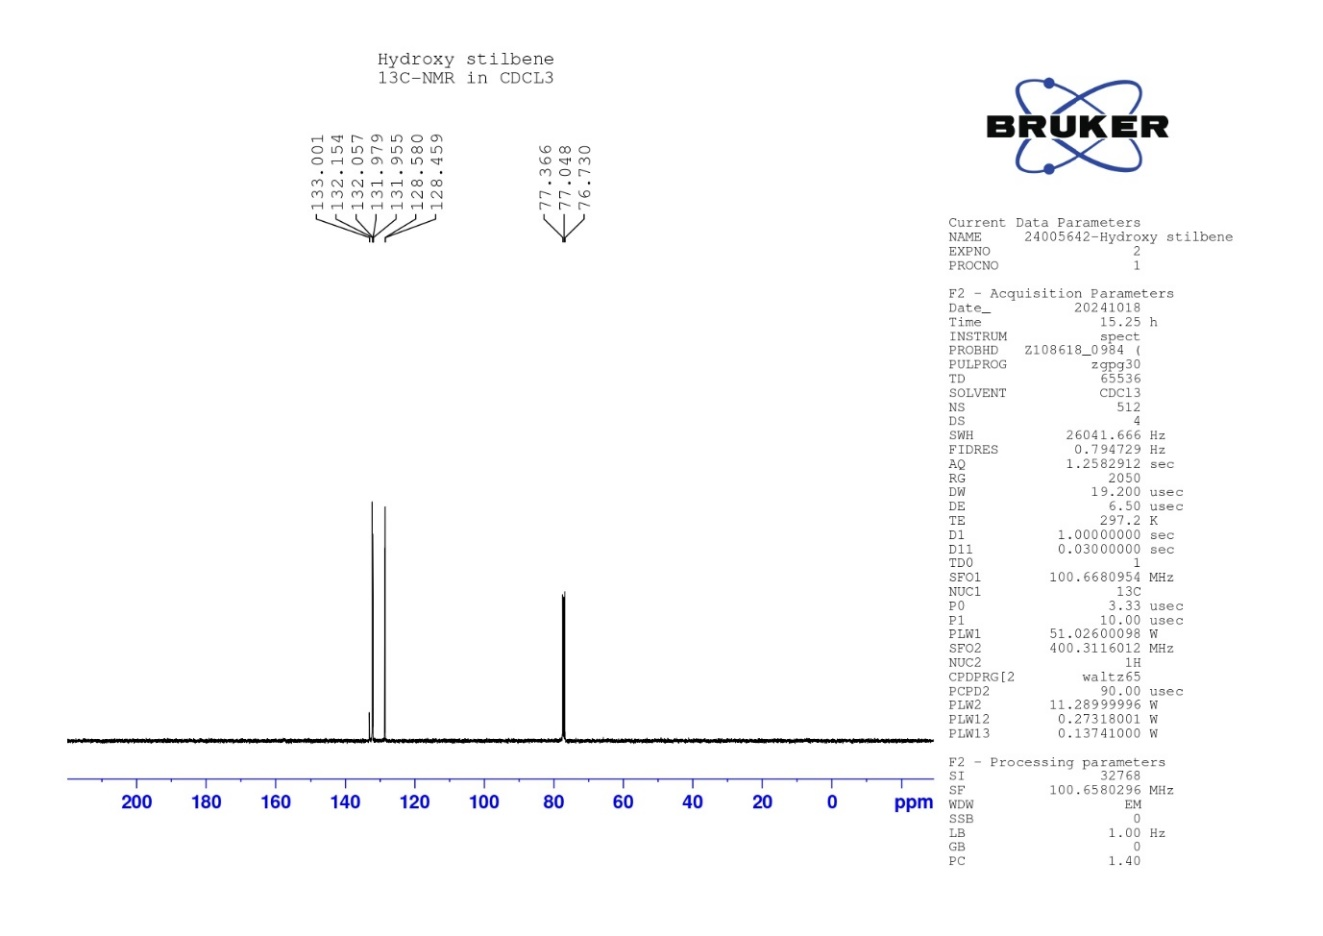 Hydroxy stilbene
13C-NMR in CDCL3
133.001
132.154
132.057
131.979
131.955
128.580
128.459
77.366
77.048
76.730
200 180 160 140 120 100 80 60 40 20 0 ppm
BRUKER
Current Data Parameters
NAME 24005642-Hydroxy stilbene
EXPNO 2
PROCNO 1
F2 - Acquisition Parameters
Date_ 20241018
Time 15.25 h
INSTRUM spect
PROBHD Z108618_0984 (
PULPROG zgpg30
TD 65536
SOLVENT CDCl3
NS 512
DS 4
SWH 26041.666 Hz
FIDRES 0.794729 Hz
AQ 1.2582912 sec
RG 2050
DW 19.200 usec
DE 6.50 usec
TE 297.2 K
D1 1.00000000 sec
D11 0.03000000 sec
TD0 1
SFO1 100.6680954 MHz
NUC1 13C
P0 3.33 usec
P1 10.00 usec
PLW1 51.02600098 W
SFO2 400.3116012 MHz
NUC2 1H
CPDPRG[2 waltz65
PCPD2 90.00 usec
PLW2 11.28999996 W
PLW12 0.27318001 W
PLW13 0.13741000 W
F2 - Processing parameters
SI 32768
SF 100.6580296 MHz
WDW EM
SSB 0
LB 1.00 Hz
GB 0
PC 1.40